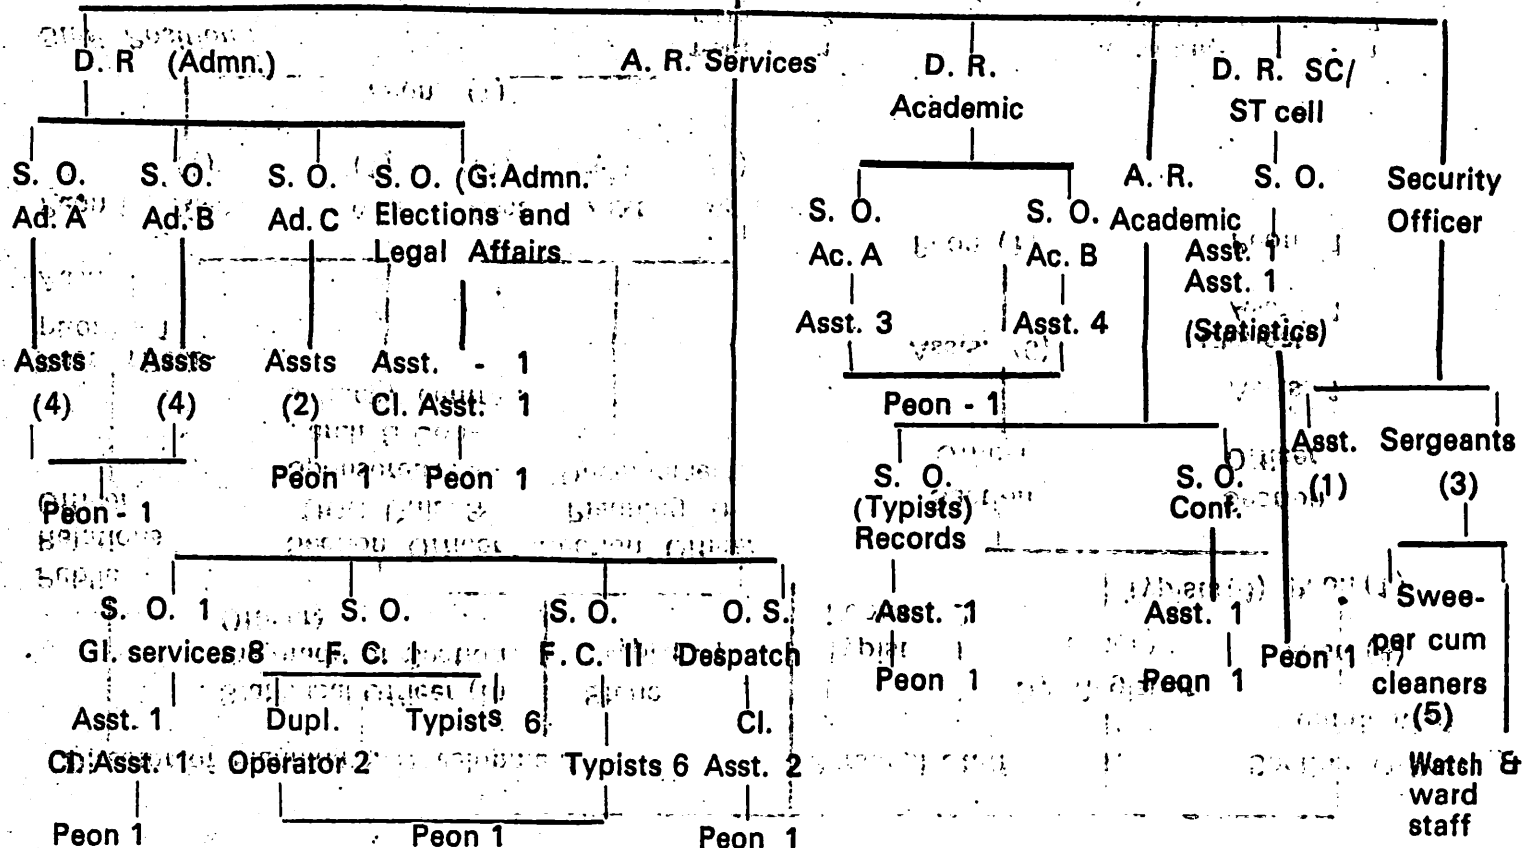 D. R (Admn.)
A. R. Services
D. R.
Academic
D. R. SC/
ST cell
S. O.
Ad. A
S. O.
Ad. B
S. O.
Ad. C
S. O. (G. Admn.
Elections and
Legal Affairs
S. O.
Ac. A
S. O.
Ac. B
A. R.
Academic
S. O.
Asst. 1
Asst. 1
(Statistics)
Security
Officer
Assts
(4)
Assts
(4)
Assts
(2)
Asst. - 1
Cl. Asst. 1
Asst. 3
Asst. 4
Peon - 1
Peon - 1
Peon 1
Peon 1
S. O.
(Typists)
Records
S. O.
Conf.
Asst.
(1)
Sergeants
(3)
S. O. 1
Gl. services 8
S. O.
F. C. I
S. O.
F. C. II
O. S.
Despatch
Asst. 1
Peon 1
Asst. 1
Peon 1
Peon 1
Swee-
per cum
cleaners
(5)
Watch &
ward
staff
Asst. 1
Cl. Asst. 1
Dupl.
Operator 2
Typists 6
Typists 6
Cl.
Asst. 2
Peon 1
Peon 1
Peon 1